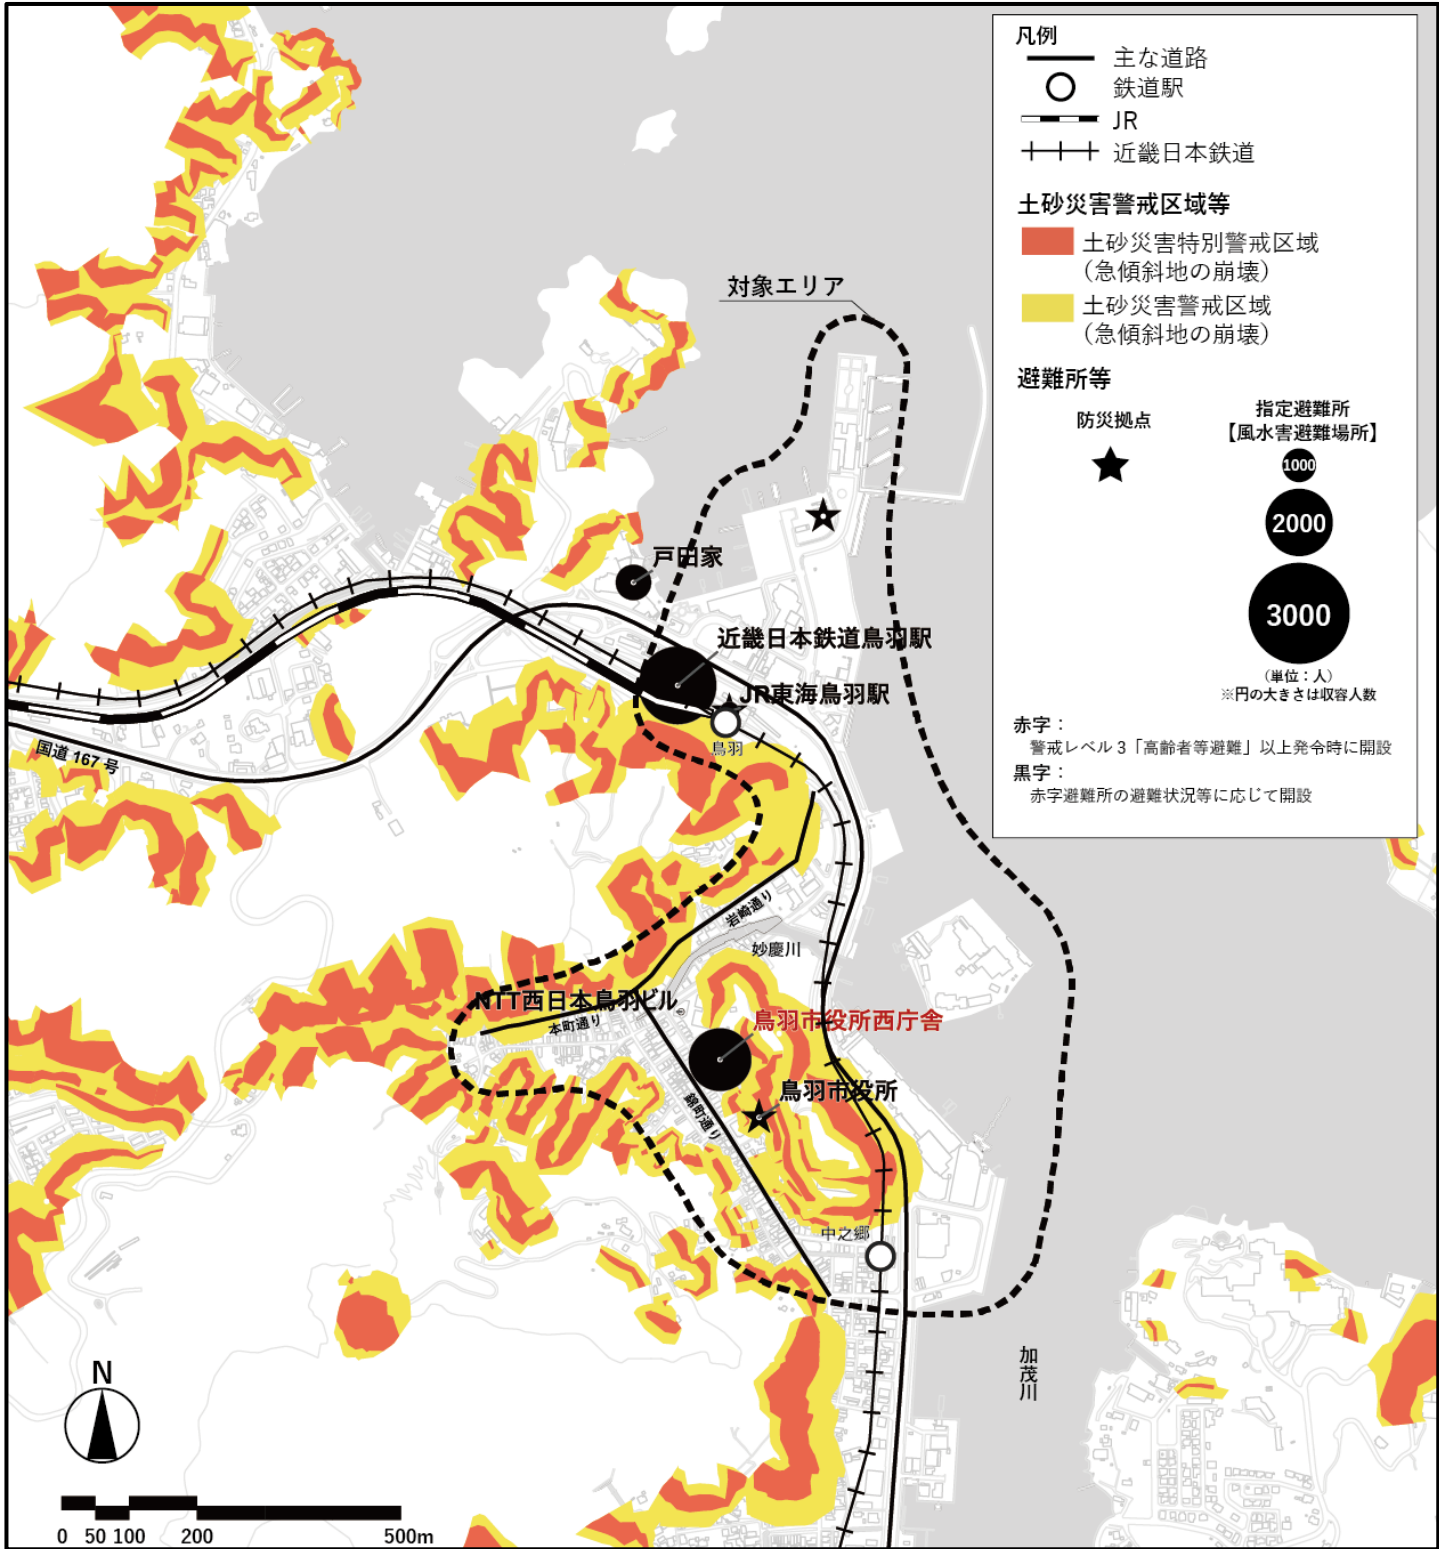 凡例
主な道路
鉄道駅
JR
近畿日本鉄道
土砂災害警戒区域等
土砂災害特別警戒区域
（急傾斜地の崩壊）
土砂災害警戒区域
（急傾斜地の崩壊）
避難所等
防災拠点
指定避難所
【風水害避難場所】
1000
2000
3000
（単位：人）
※円の大きさは収容人数
赤字：
警戒レベル3「高齢者等避難」以上発令時に開設
黒字：
赤字避難所の避難状況等に応じて開設
対象エリア
戸田家
近畿日本鉄道鳥羽駅
JR東海鳥羽駅
鳥羽
国道167号
岩崎通り
妙慶川
NTT西日本鳥羽ビル
本町通り
鳥羽市役所西庁舎
鳥羽市役所
錦町通り
中之郷
加茂川
N
0 50 100 200 500m